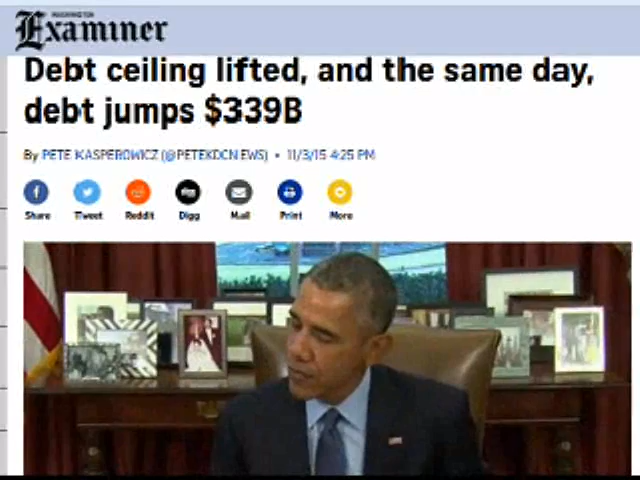 WASHINGTON
Examiner
Debt ceiling lifted, and the same day,
debt jumps $339B
By PETE KASPEROWICZ (@PETEKDCNEWS) • 11/3/15 4:25 PM
Share Tweet Reddit Digg Mail Print More